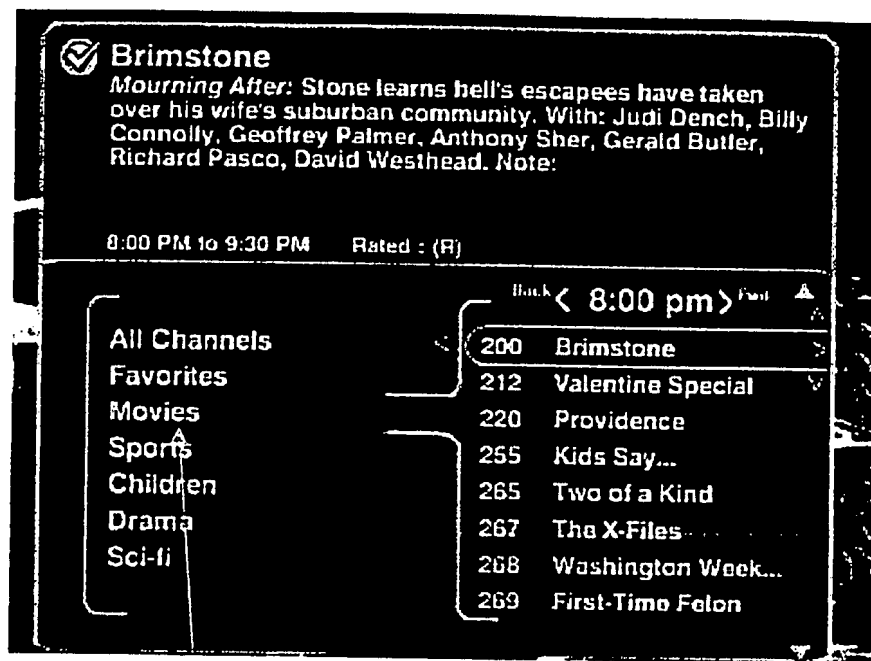 Brimstone
Mourning After: Stone learns hell's escapees have taken
over his wife's suburban community. With: Judi Dench, Billy
Connolly, Geoffrey Palmer, Anthony Sher, Gerald Butler,
Richard Pasco, David Westhead. Note:
8:00 PM to 9:30 PM Rated : (R)
Back < 8:00 pm > Fwd
All Channels
Favorites
Movies
Sports
Children
Drama
Sci-fi
200 Brimstone
212 Valentine Special
220 Providence
255 Kids Say...
265 Two of a Kind
267 The X-Files
268 Washington Week...
269 First-Time Felon